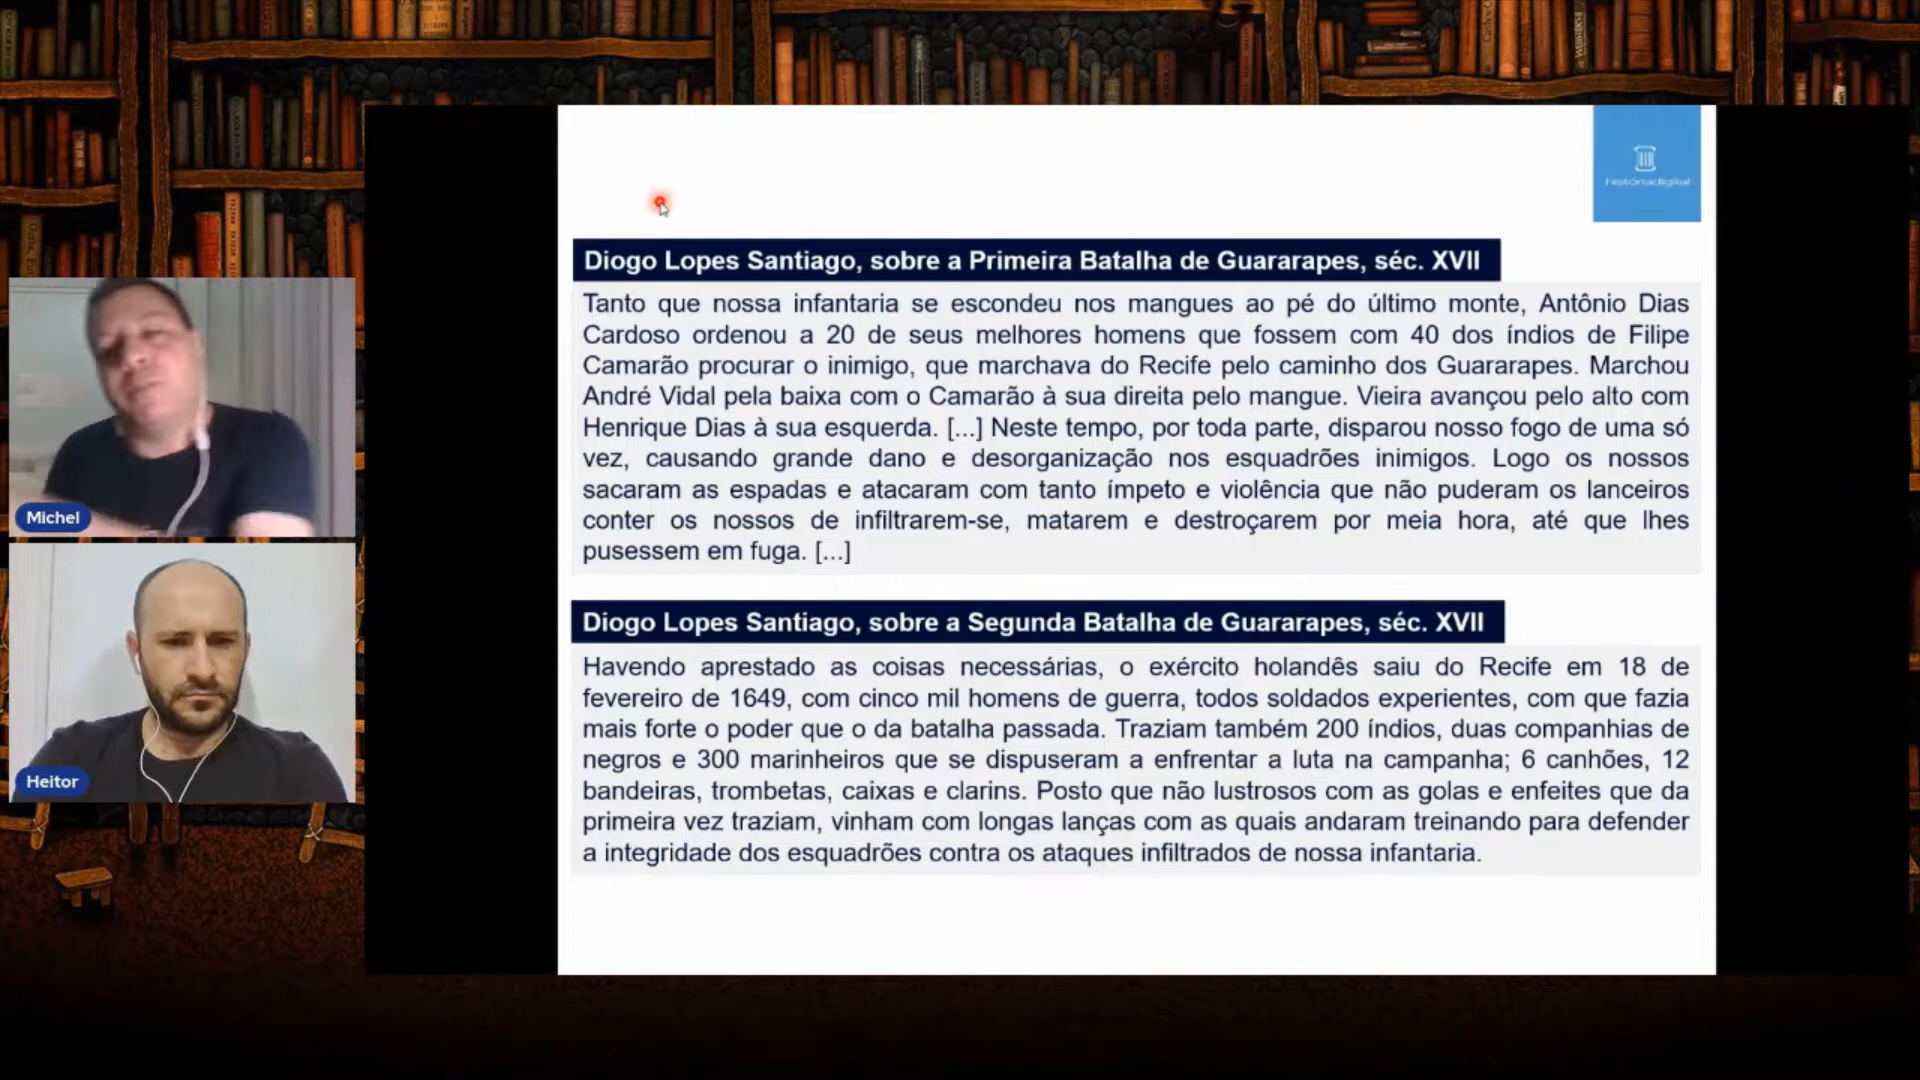 históriadigital
Diogo Lopes Santiago, sobre a Primeira Batalha de Guararapes, séc. XVII
Tanto que nossa infantaria se escondeu nos mangues ao pé do último monte, Antônio Dias
Cardoso ordenou a 20 de seus melhores homens que fossem com 40 dos índios de Filipe
Camarão procurar o inimigo, que marchava do Recife pelo caminho dos Guararapes. Marchou
André Vidal pela baixa com o Camarão à sua direita pelo mangue. Vieira avançou pelo alto com
Henrique Dias à sua esquerda. [...] Neste tempo, por toda parte, disparou nosso fogo de uma só
vez, causando grande dano e desorganização nos esquadrões inimigos. Logo os nossos
sacaram as espadas e atacaram com tanto ímpeto e violência que não puderam os lanceiros
conter os nossos de infiltrarem-se, matarem e destroçarem por meia hora, até que lhes
pusessem em fuga. [...]
Diogo Lopes Santiago, sobre a Segunda Batalha de Guararapes, séc. XVII
Havendo aprestado as coisas necessárias, o exército holandês saiu do Recife em 18 de
fevereiro de 1649, com cinco mil homens de guerra, todos soldados experientes, com que fazia
mais forte o poder que o da batalha passada. Traziam também 200 índios, duas companhias de
negros e 300 marinheiros que se dispuseram a enfrentar a luta na campanha; 6 canhões, 12
bandeiras, trombetas, caixas e clarins. Posto que não lustrosos com as golas e enfeites que da
primeira vez traziam, vinham com longas lanças com as quais andaram treinando para defender
a integridade dos esquadrões contra os ataques infiltrados de nossa infantaria.
Michel
Heitor